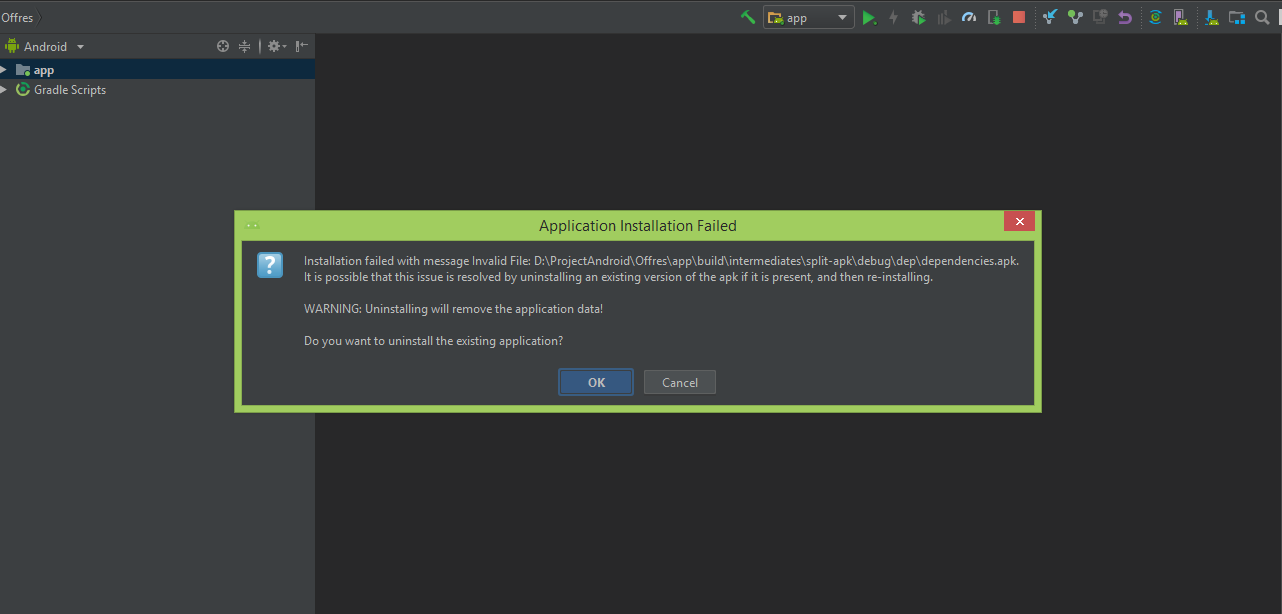 Offres
app
Android
app
Gradle Scripts
Application Installation Failed
Installation failed with message Invalid File: D:\ProjectAndroid\Offres\app\build\intermediates\split-apk\debug\dep\dependencies.apk.
It is possible that this issue is resolved by uninstalling an existing version of the apk if it is present, and then re-installing.
WARNING: Uninstalling will remove the application data!
Do you want to uninstall the existing application?
OK Cancel